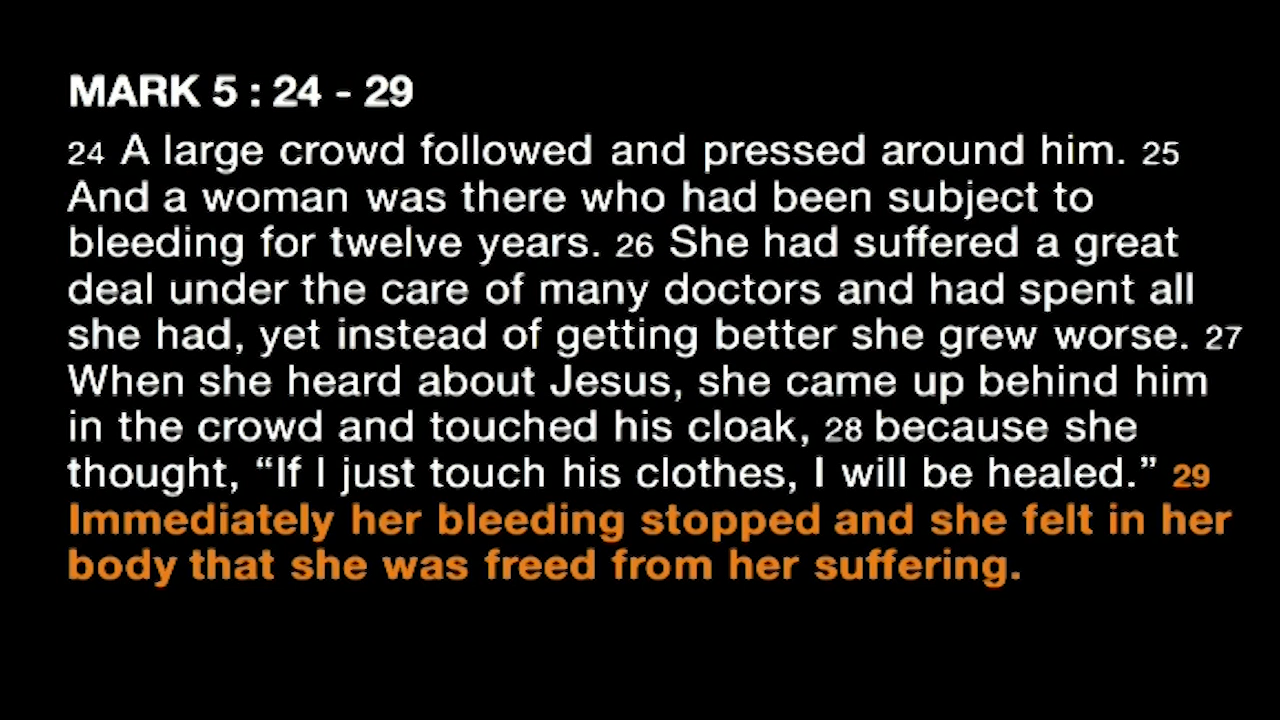 MARK 5 : 24 - 29
24 A large crowd followed and pressed around him. 25
And a woman was there who had been subject to
bleeding for twelve years. 26 She had suffered a great
deal under the care of many doctors and had spent all
she had, yet instead of getting better she grew worse. 27
When she heard about Jesus, she came up behind him
in the crowd and touched his cloak, 28 because she
thought, “If I just touch his clothes, I will be healed.” 29
Immediately her bleeding stopped and she felt in her
body that she was freed from her suffering.